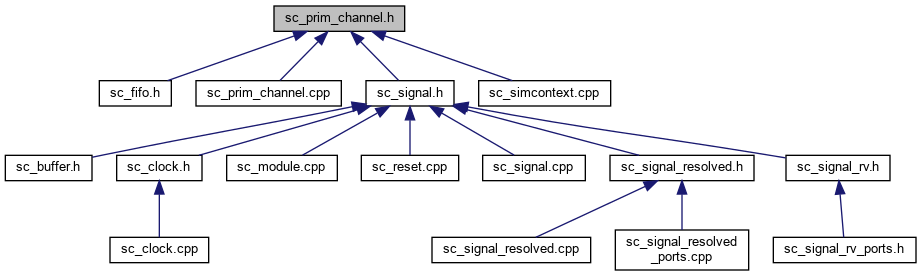 sc_prim_channel.h
sc_fifo.h
sc_prim_channel.cpp
sc_signal.h
sc_simcontext.cpp
sc_buffer.h
sc_clock.h
sc_module.cpp
sc_reset.cpp
sc_signal.cpp
sc_signal_resolved.h
sc_signal_rv.h
sc_clock.cpp
sc_signal_resolved.cpp
sc_signal_resolved
_ports.cpp
sc_signal_rv_ports.h